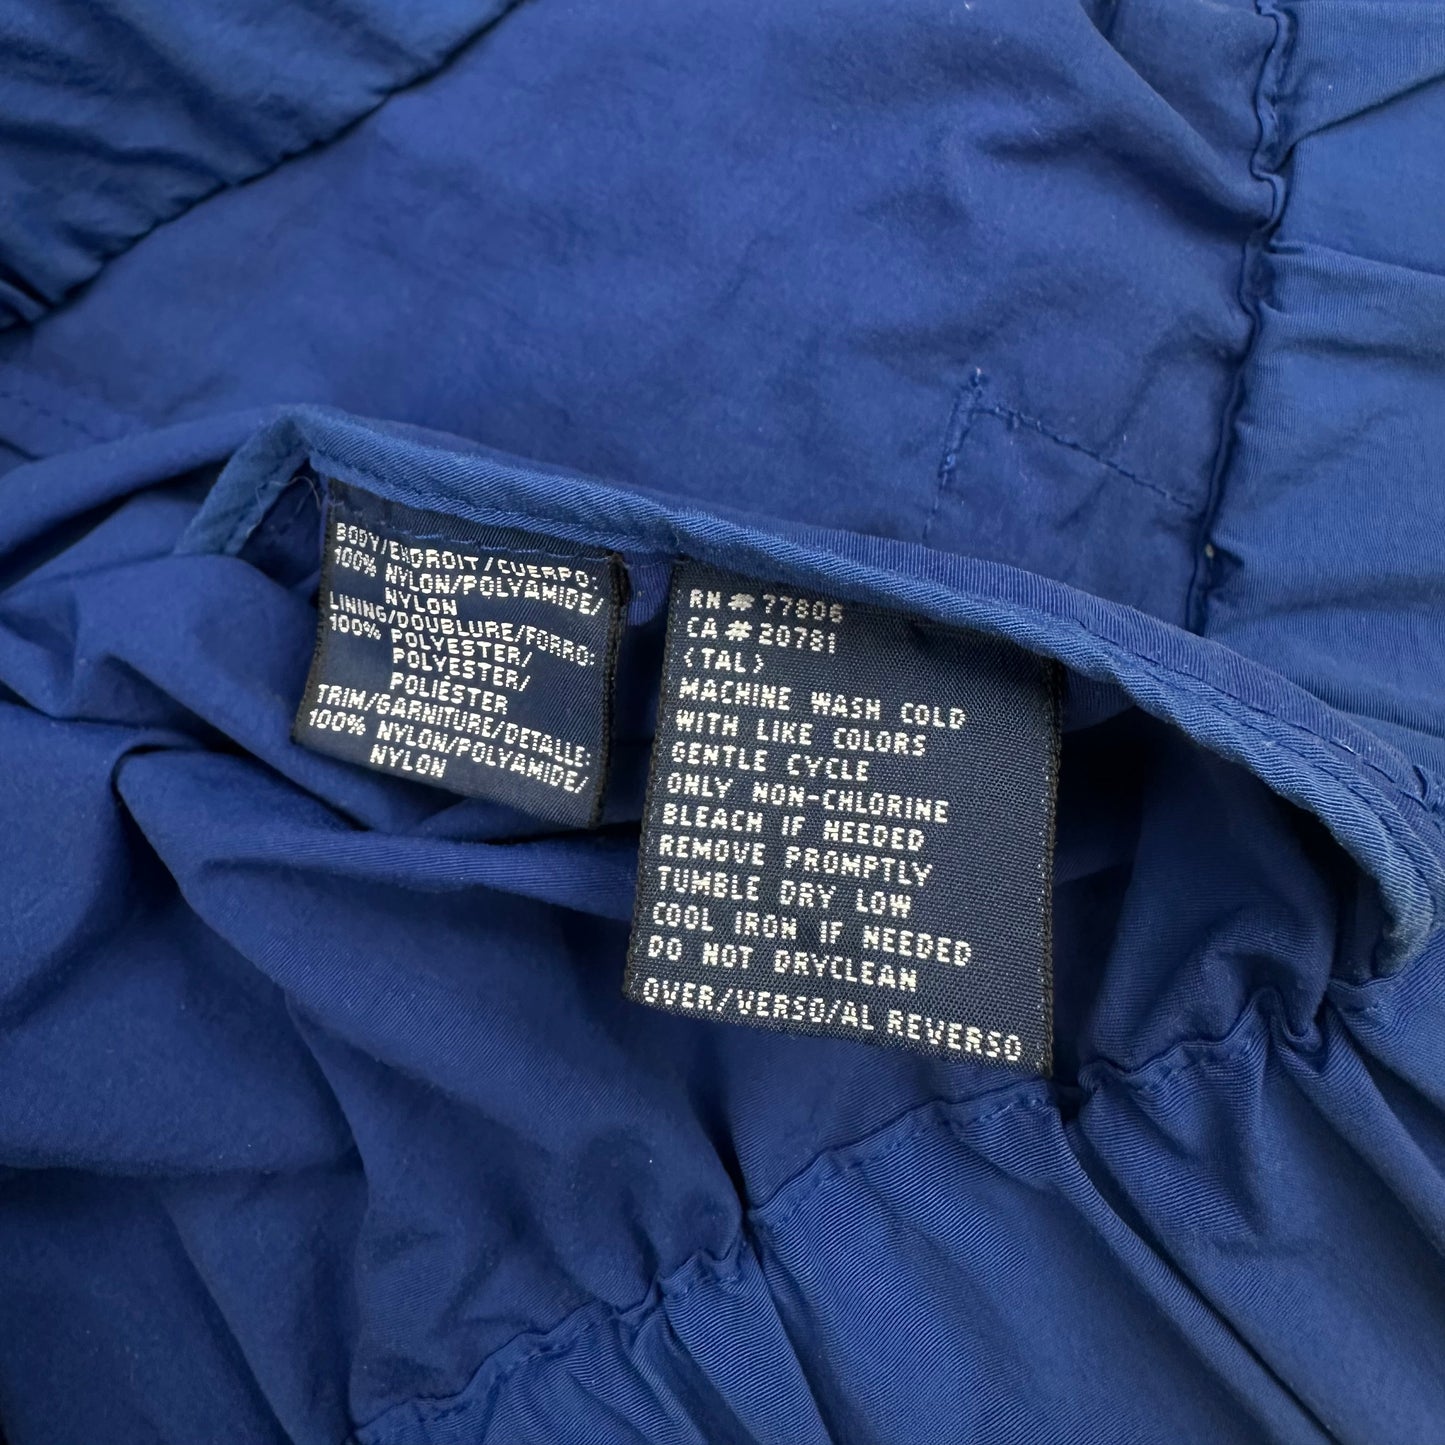 BODY/ENDROIT/CUERPO:
100% NYLON/POLYAMIDE/
NYLON
LINING/DOUBLURE/FORRO:
100% POLYESTER/
POLYESTER/
POLIESTER
TRIM/GARNITURE/DETALLE:
100% NYLON/POLYAMIDE/
NYLON
RN # 77806
CA # 20781
(TAL)
MACHINE WASH COLD
WITH LIKE COLORS
GENTLE CYCLE
ONLY NON-CHLORINE
BLEACH IF NEEDED
REMOVE PROMPTLY
TUMBLE DRY LOW
COOL IRON IF NEEDED
DO NOT DRYCLEAN
OVER/VERSO/AL REVERSO